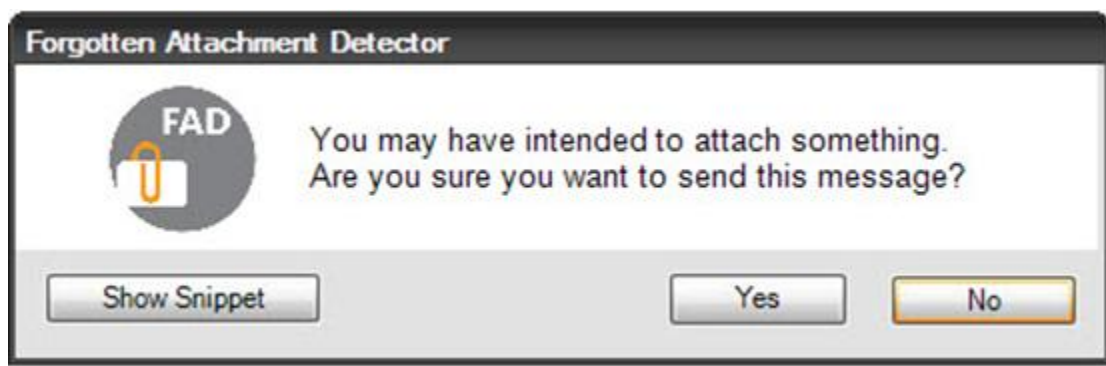 Forgotten Attachment Detector
FAD
You may have intended to attach something.
Are you sure you want to send this message?
Show Snippet
Yes
No